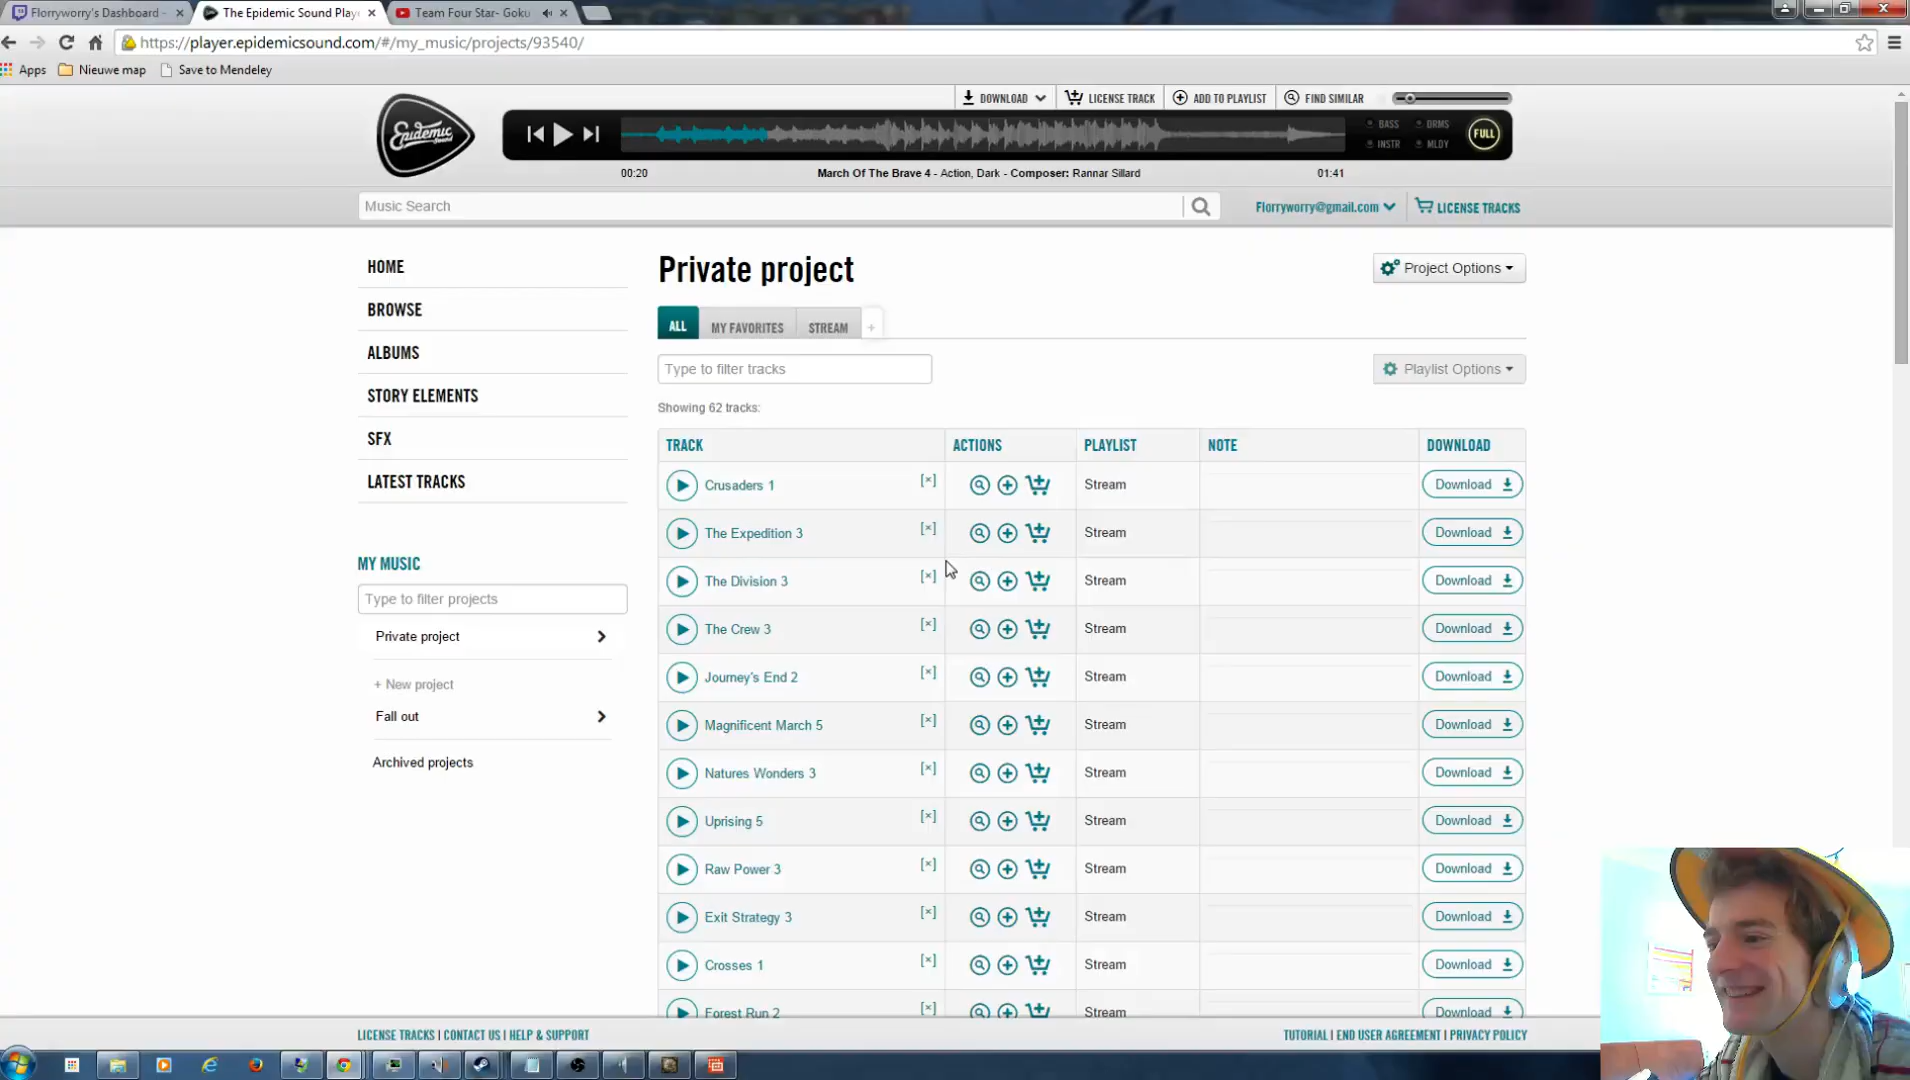 Florryworry's Dashboard -
The Epidemic Sound Playe
Team Four Star- Goku
https://player.epidemicsound.com/#/my_music/projects/93540/
Apps Nieuwe map Save to Mendeley
DOWNLOAD LICENSE TRACK ADD TO PLAYLIST FIND SIMILAR
Epidemic Sound
BASS DRMS
INSTR MLDY
FULL
00:20 March Of The Brave 4 - Action, Dark - Composer: Rannar Sillard 01:41
Music Search
Florryworry@gmail.com LICENSE TRACKS
HOME
BROWSE
ALBUMS
STORY ELEMENTS
SFX
LATEST TRACKS
MY MUSIC
Type to filter projects
Private project
+ New project
Fall out
Archived projects
Private project
Project Options
ALL MY FAVORITES STREAM +
Type to filter tracks
Playlist Options
Showing 62 tracks:
TRACK ACTIONS PLAYLIST NOTE DOWNLOAD
Crusaders 1 [×] Stream Download
The Expedition 3 [×] Stream Download
The Division 3 [×] Stream Download
The Crew 3 [×] Stream Download
Journey's End 2 [×] Stream Download
Magnificent March 5 [×] Stream Download
Natures Wonders 3 [×] Stream Download
Uprising 5 [×] Stream Download
Raw Power 3 [×] Stream Download
Exit Strategy 3 [×] Stream Download
Crosses 1 [×] Stream Download
Forest Run 2 [×] Stream Download
LICENSE TRACKS | CONTACT US | HELP & SUPPORT
TUTORIAL | END USER AGREEMENT | PRIVACY POLICY